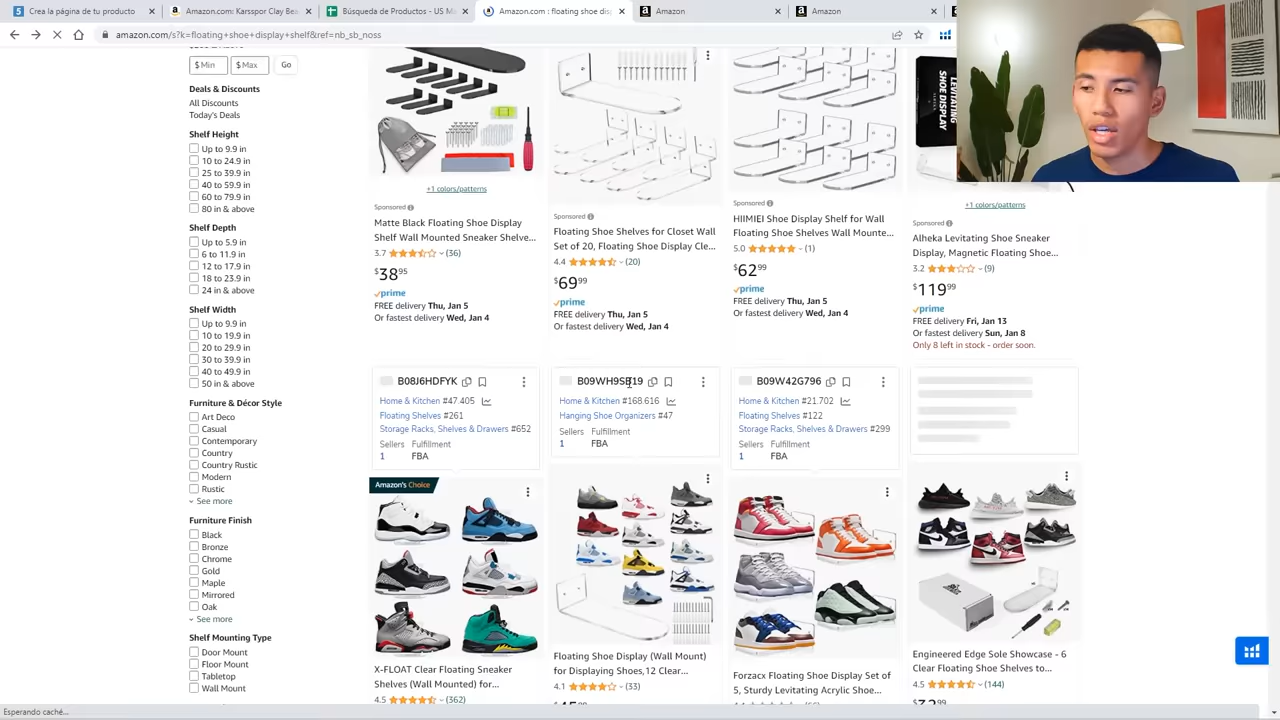 Crea la página de producto
Amazon.com: Karsspor Clay Bea
Búsqueda de Productos - US M
Amazon.com : floating shoe dis
Amazon
Amazon
amazon.com/s?k=floating+shoe+display+shelf&ref=nb_sb_noss
$ Min
$ Max
Go
Deals & Discounts
All Discounts
Today's Deals
Shelf Height
Up to 9.9 in
10 to 24.9 in
25 to 39.9 in
40 to 59.9 in
60 to 79.9 in
80 in & above
Shelf Depth
Up to 5.9 in
6 to 11.9 in
12 to 17.9 in
18 to 23.9 in
24 in & above
Shelf Width
Up to 9.9 in
10 to 19.9 in
20 to 29.9 in
30 to 39.9 in
40 to 49.9 in
50 in & above
Furniture & Décor Style
Art Deco
Casual
Contemporary
Country
Country Rustic
Modern
Rustic
See more
Furniture Finish
Black
Bronze
Chrome
Gold
Maple
Mirrored
Oak
See more
Shelf Mounting Type
Door Mount
Floor Mount
Tabletop
Wall Mount
+1 colors/patterns
Sponsored
Matte Black Floating Shoe Display
Shelf Wall Mounted Sneaker Shelve...
3.7 (36)
$38.95
prime
FREE delivery Thu, Jan 5
Or fastest delivery Wed, Jan 4
Sponsored
Floating Shoe Shelves for Closet Wall
Set of 20, Floating Shoe Display Cle...
4.4 (20)
$69.99
prime
FREE delivery Thu, Jan 5
Or fastest delivery Wed, Jan 4
Sponsored
HIIMIEI Shoe Display Shelf for Wall
Floating Shoe Shelves Wall Mounte...
5.0 (1)
$62.99
prime
FREE delivery Thu, Jan 5
Or fastest delivery Wed, Jan 4
LEVITATING
SHOE DISPLAY
+1 colors/patterns
Sponsored
Alheka Levitating Shoe Sneaker
Display, Magnetic Floating Shoe...
3.2 (9)
$119.99
prime
FREE delivery Fri, Jan 13
Or fastest delivery Sun, Jan 8
Only 8 left in stock - order soon.
B08J6HDFYK
Home & Kitchen #47.405
Floating Shelves #261
Storage Racks, Shelves & Drawers #652
Sellers Fulfillment
1 FBA
Home & Kitchen #168.616
Hanging Shoe Organizers #47
Sellers Fulfillment
1 FBA
B09W42G796
Home & Kitchen #21.702
Floating Shelves #122
Storage Racks, Shelves & Drawers #299
Sellers Fulfillment
1 FBA
Amazon's Choice
X-FLOAT Clear Floating Sneaker
Shelves (Wall Mounted) for...
4.5 (362)
Floating Shoe Display (Wall Mount)
for Displaying Shoes,12 Clear...
4.1 (33)
Forzacx Floating Shoe Display Set of
5, Sturdy Levitating Acrylic Shoe...
Engineered Edge Sole Showcase - 6
Clear Floating Shoe Shelves to...
4.5 (144)
Esperando caché...